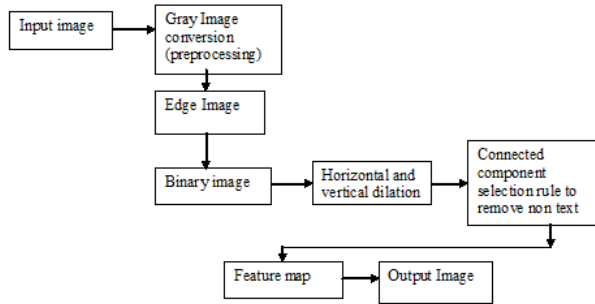 Input image
Gray Image
conversion
(preprocessing)
Edge Image
Binary image
Horizontal and
vertical dilation
Connected
component
selection rule to
remove non text
Feature map
Output Image